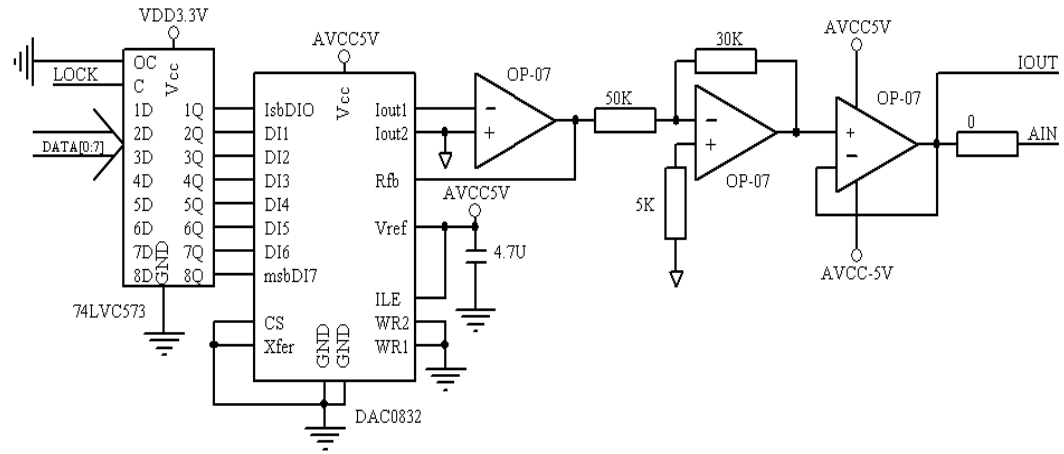 VDD3.3V
OC
LOCK
C
Vcc
1D
1Q
2D
2Q
DATA[0:7]
3D
3Q
4D
4Q
5D
5Q
6D
6Q
7D
7Q
8D
8Q
GND
74LVC573
AVCC5V
Vcc
IsbDIO
DI1
DI2
DI3
DI4
DI5
DI6
msbDI7
CS
Xfer
GND
GND
Iout1
Iout2
Rfb
Vref
ILE
WR2
WR1
DAC0832
OP-07
AVCC5V
4.7U
50K
30K
5K
OP-07
AVCC5V
OP-07
AVCC-5V
IOUT
0
AIN